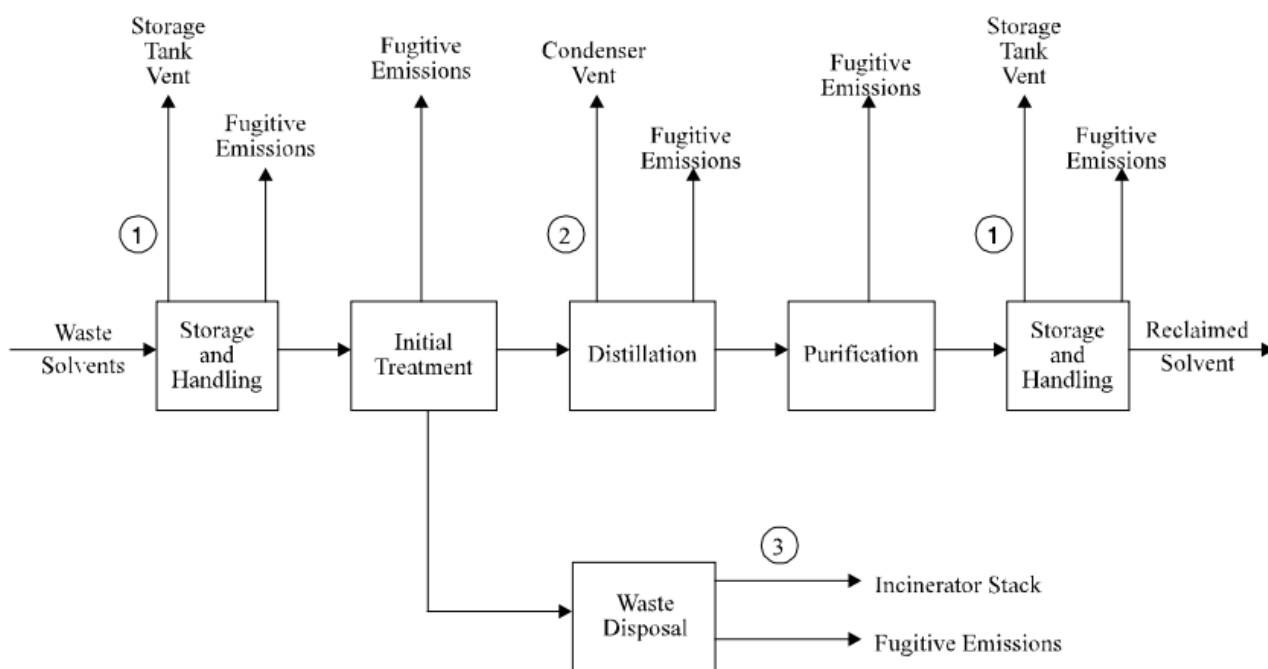 Storage
Tank
Vent
Fugitive
Emissions
Fugitive
Emissions
Condenser
Vent
Fugitive
Emissions
Fugitive
Emissions
Storage
Tank
Vent
Fugitive
Emissions
1
2
1
Waste
Solvents
Storage
and
Handling
Initial
Treatment
Distillation
Purification
Storage
and
Handling
Reclaimed
Solvent
3
Waste
Disposal
Incinerator Stack
Fugitive Emissions